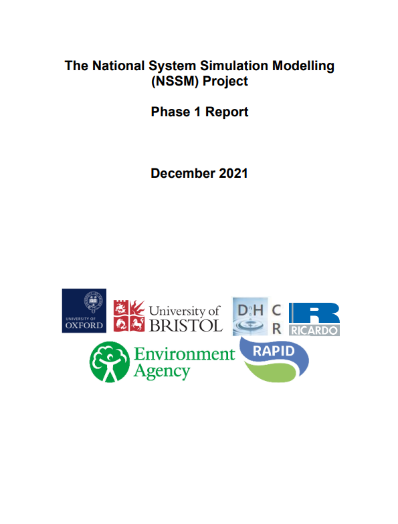 The National System Simulation Modelling
(NSSM) Project
Phase 1 Report
December 2021
UNIVERSITY OF
OXFORD
University of
BRISTOL
D H C
R
R
RICARDO
Environment
Agency
RAPID